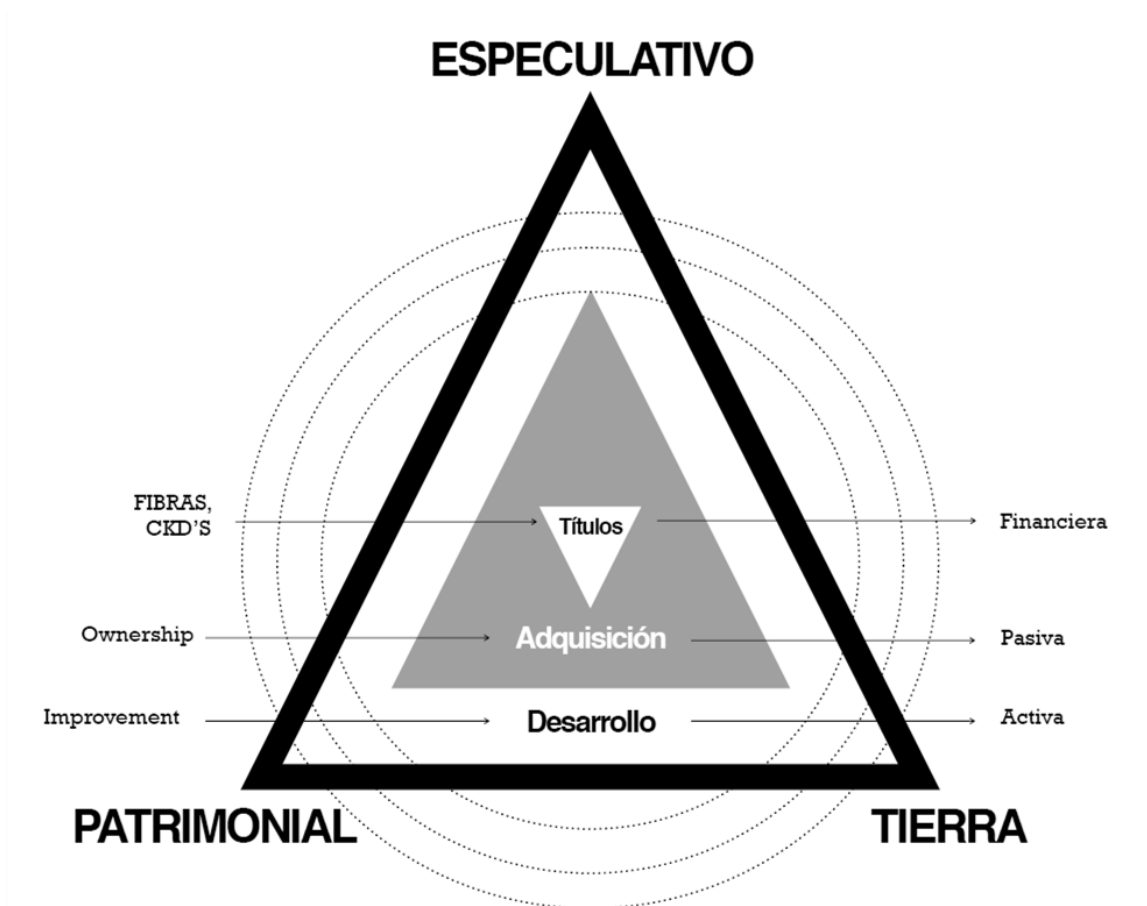 ESPECULATIVO
FIBRAS,
CKD'S
Títulos
Financiera
Ownership
Adquisición
Pasiva
Improvement
Desarrollo
Activa
PATRIMONIAL
TIERRA